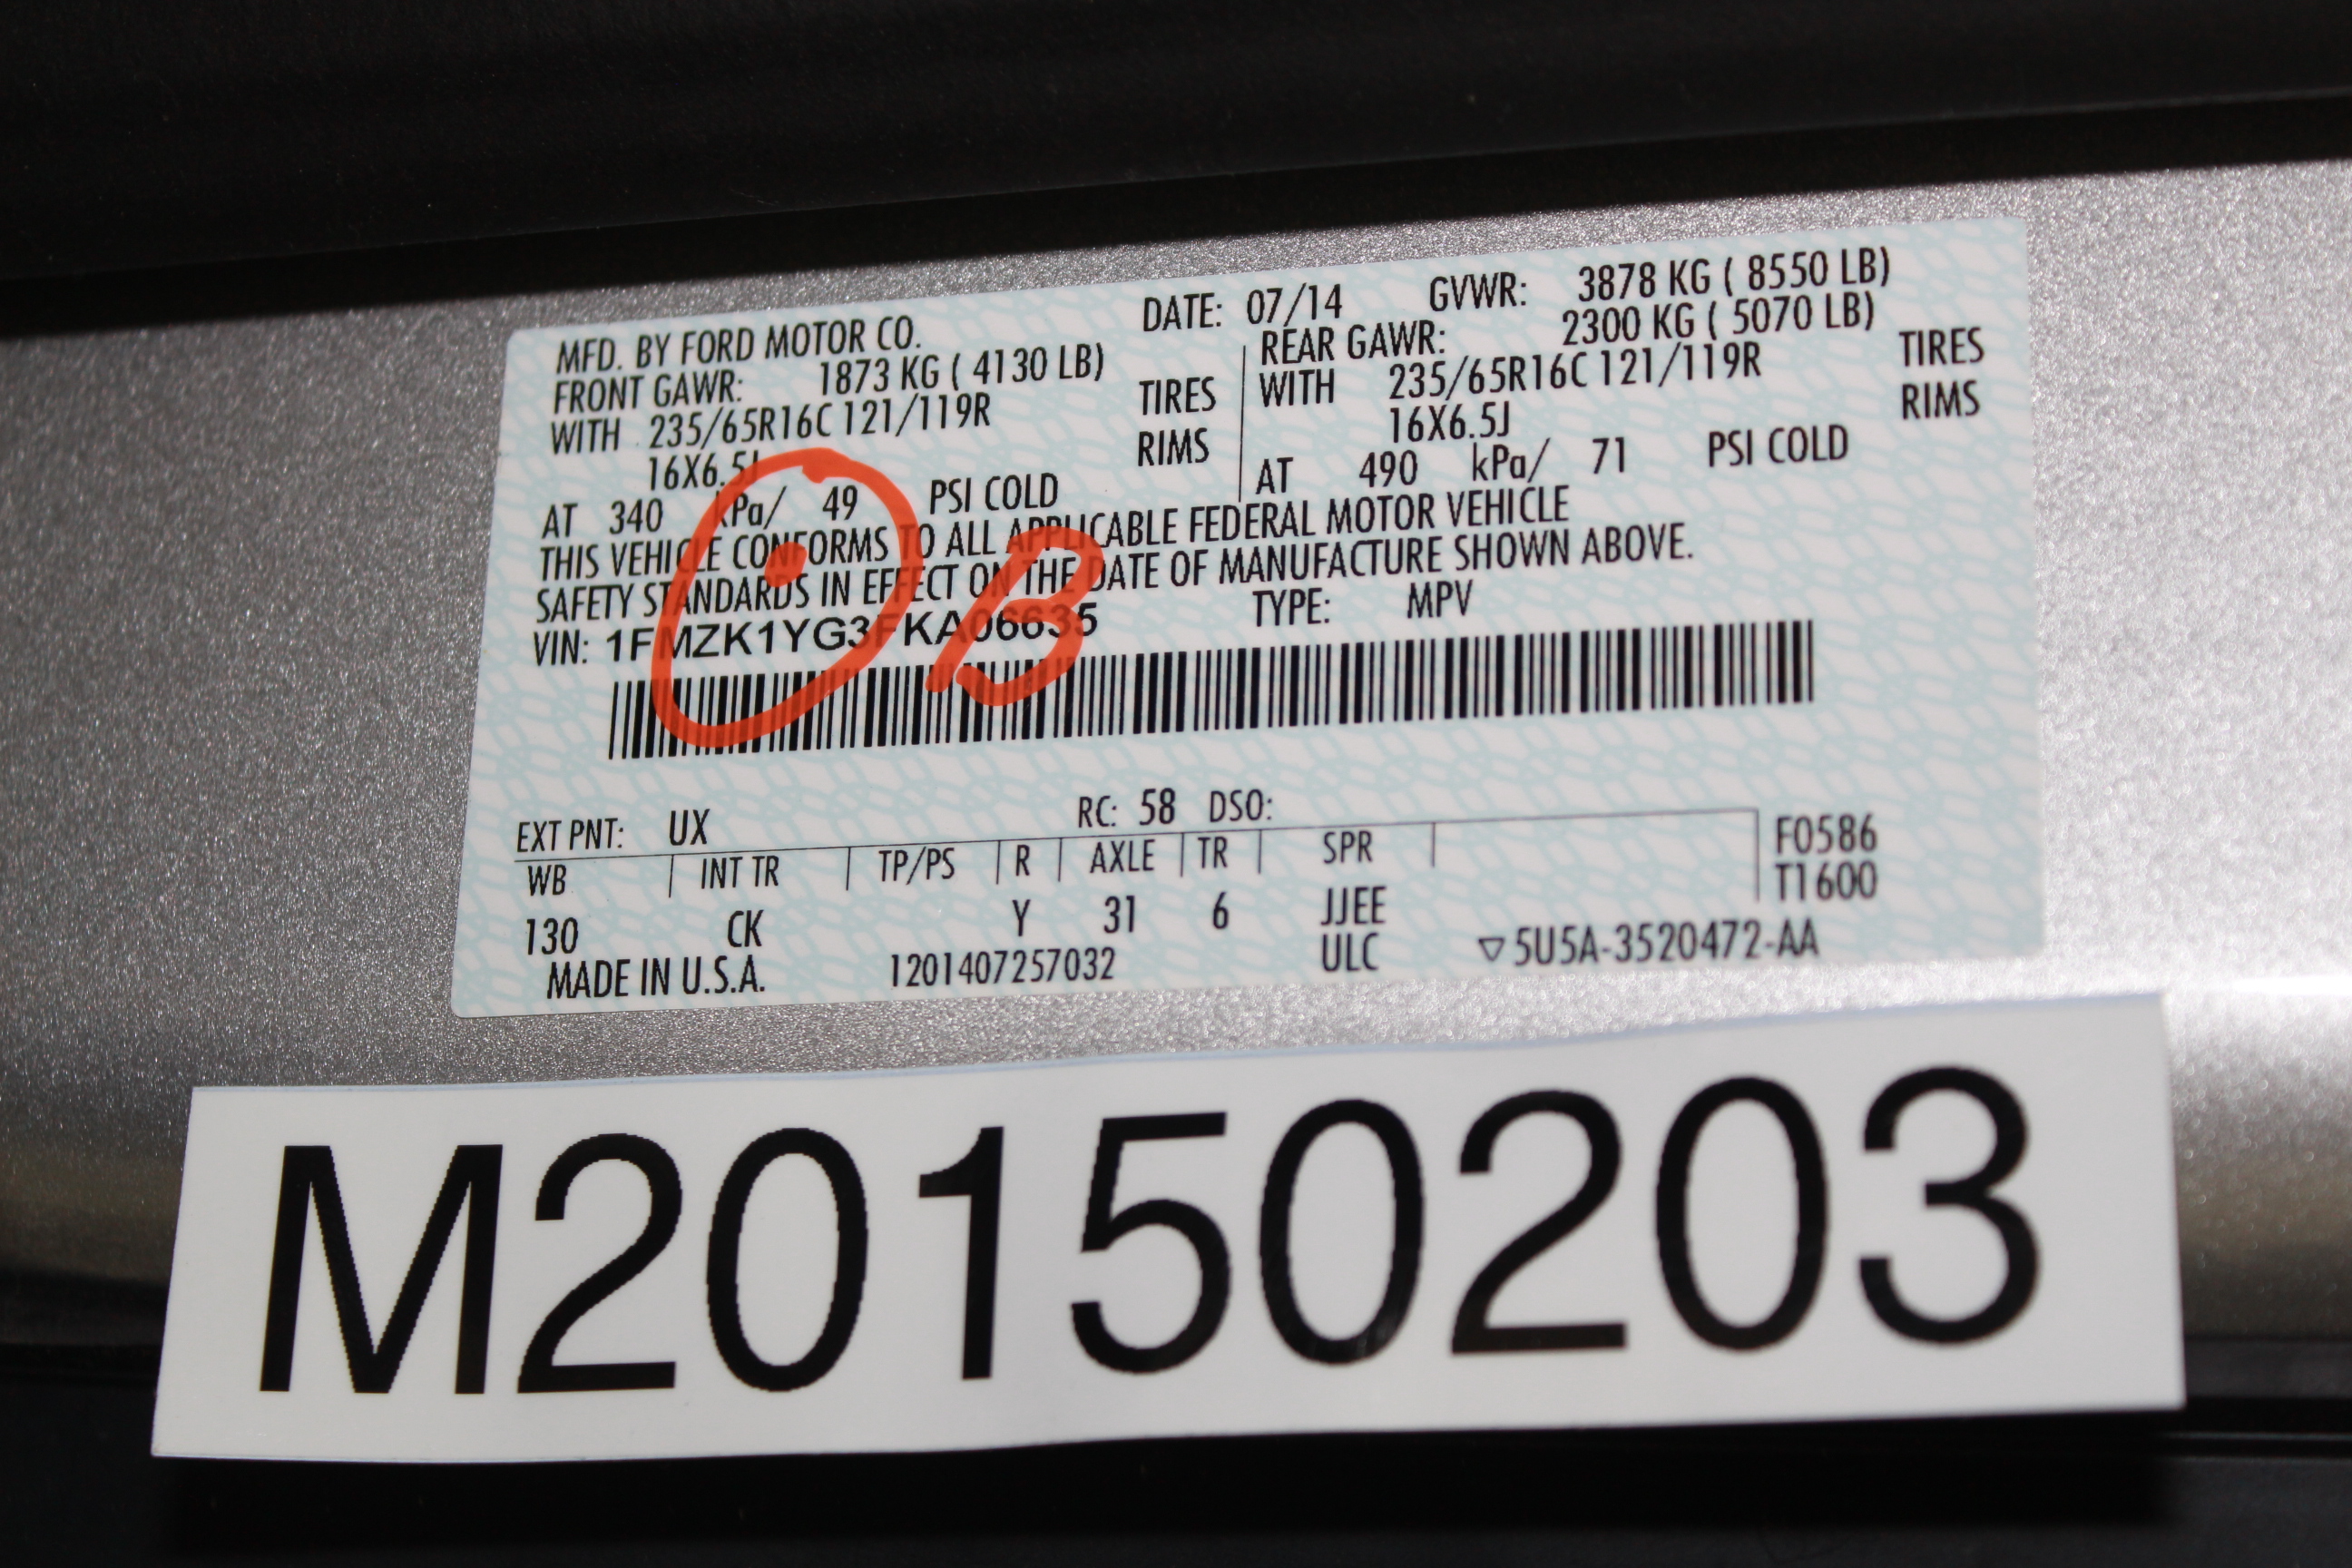 MFD. BY FORD MOTOR CO. DATE: 07/14 GVWR: 3878 KG ( 8550 LB)
FRONT GAWR: 1873 KG ( 4130 LB) REAR GAWR: 2300 KG ( 5070 LB)
WITH 235/65R16C 121/119R TIRES WITH 235/65R16C 121/119R TIRES
16X6.5J RIMS 16X6.5J RIMS
AT 340 kPa/ 49 PSI COLD AT 490 kPa/ 71 PSI COLD
THIS VEHICLE CONFORMS TO ALL APPLICABLE FEDERAL MOTOR VEHICLE
SAFETY STANDARDS IN EFFECT ON THE DATE OF MANUFACTURE SHOWN ABOVE.
VIN: 1FMZK1YG3FKA06635 TYPE: MPV
B
EXT PNT: UX RC: 58 DSO:
WB INT TR TP/PS R AXLE TR SPR F0586
T1600
130 CK Y 31 6 JJEE
MADE IN U.S.A. 1201407257032 ULC ▽5U5A-3520472-AA
M20150203